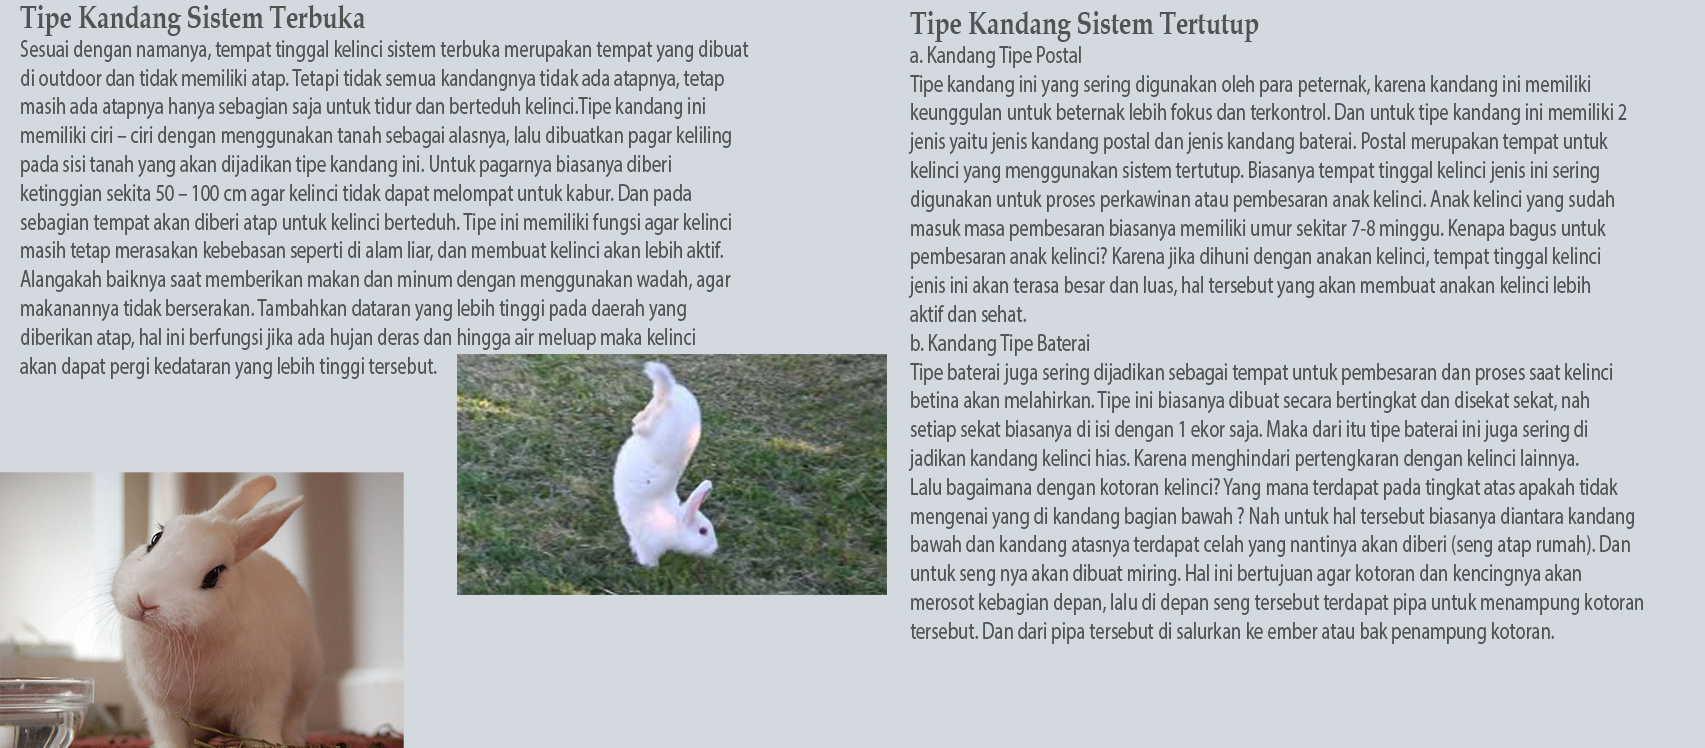 Tipe Kandang Sistem Terbuka
Sesuai dengan namanya, tempat tinggal kelinci sistem terbuka merupakan tempat yang dibuat
di outdoor dan tidak memiliki atap. Tetapi tidak semua kandangnya tidak ada atapnya, tetap
masih ada atapnya hanya sebagian saja untuk tidur dan berteduh kelinci.Tipe kandang ini
memiliki ciri – ciri dengan menggunakan tanah sebagai alasnya, lalu dibuatkan pagar keliling
pada sisi tanah yang akan dijadikan tipe kandang ini. Untuk pagarnya biasanya diberi
ketinggian sekita 50 – 100 cm agar kelinci tidak dapat melompat untuk kabur. Dan pada
sebagian tempat akan diberi atap untuk kelinci berteduh. Tipe ini memiliki fungsi agar kelinci
masih tetap merasakan kebebasan seperti di alam liar, dan membuat kelinci akan lebih aktif.
Alangakah baiknya saat memberikan makan dan minum dengan menggunakan wadah, agar
makanannya tidak berserakan. Tambahkan dataran yang lebih tinggi pada daerah yang
diberikan atap, hal ini berfungsi jika ada hujan deras dan hingga air meluap maka kelinci
akan dapat pergi kedataran yang lebih tinggi tersebut.
Tipe Kandang Sistem Tertutup
a. Kandang Tipe Postal
Tipe kandang ini yang sering digunakan oleh para peternak, karena kandang ini memiliki
keunggulan untuk beternak lebih fokus dan terkontrol. Dan untuk tipe kandang ini memiliki 2
jenis yaitu jenis kandang postal dan jenis kandang baterai. Postal merupakan tempat untuk
kelinci yang menggunakan sistem tertutup. Biasanya tempat tinggal kelinci jenis ini sering
digunakan untuk proses perkawinan atau pembesaran anak kelinci. Anak kelinci yang sudah
masuk masa pembesaran biasanya memiliki umur sekitar 7-8 minggu. Kenapa bagus untuk
pembesaran anak kelinci? Karena jika dihuni dengan anakan kelinci, tempat tinggal kelinci
jenis ini akan terasa besar dan luas, hal tersebut yang akan membuat anakan kelinci lebih
aktif dan sehat.
b. Kandang Tipe Baterai
Tipe baterai juga sering dijadikan sebagai tempat untuk pembesaran dan proses saat kelinci
betina akan melahirkan. Tipe ini biasanya dibuat secara bertingkat dan disekat sekat, nah
setiap sekat biasanya di isi dengan 1 ekor saja. Maka dari itu tipe baterai ini juga sering di
jadikan kandang kelinci hias. Karena menghindari pertengkaran dengan kelinci lainnya.
Lalu bagaimana dengan kotoran kelinci? Yang mana terdapat pada tingkat atas apakah tidak
mengenai yang di kandang bagian bawah ? Nah untuk hal tersebut biasanya diantara kandang
bawah dan kandang atasnya terdapat celah yang nantinya akan diberi (seng atap rumah). Dan
untuk seng nya akan dibuat miring. Hal ini bertujuan agar kotoran dan kencingnya akan
merosot kebagian depan, lalu di depan seng tersebut terdapat pipa untuk menampung kotoran
tersebut. Dan dari pipa tersebut di salurkan ke ember atau bak penampung kotoran.